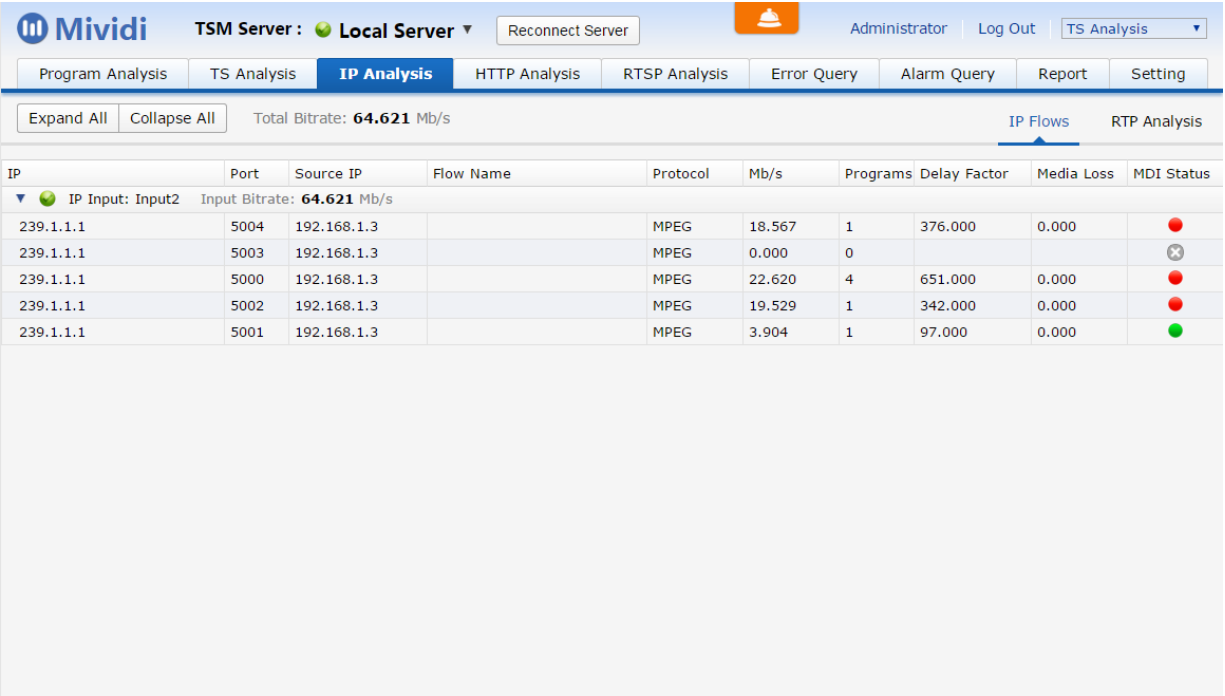 Mividi TSM Server : Local Server ▼ Reconnect Server Administrator Log Out TS Analysis ▼
Program Analysis TS Analysis IP Analysis HTTP Analysis RTSP Analysis Error Query Alarm Query Report Setting
Expand All Collapse All Total Bitrate: 64.621 Mb/s IP Flows RTP Analysis
IP Port Source IP Flow Name Protocol Mb/s Programs Delay Factor Media Loss MDI Status
▼ IP Input: Input2 Input Bitrate: 64.621 Mb/s
239.1.1.1 5004 192.168.1.3 MPEG 18.567 1 376.000 0.000
239.1.1.1 5003 192.168.1.3 MPEG 0.000 0
239.1.1.1 5000 192.168.1.3 MPEG 22.620 4 651.000 0.000
239.1.1.1 5002 192.168.1.3 MPEG 19.529 1 342.000 0.000
239.1.1.1 5001 192.168.1.3 MPEG 3.904 1 97.000 0.000